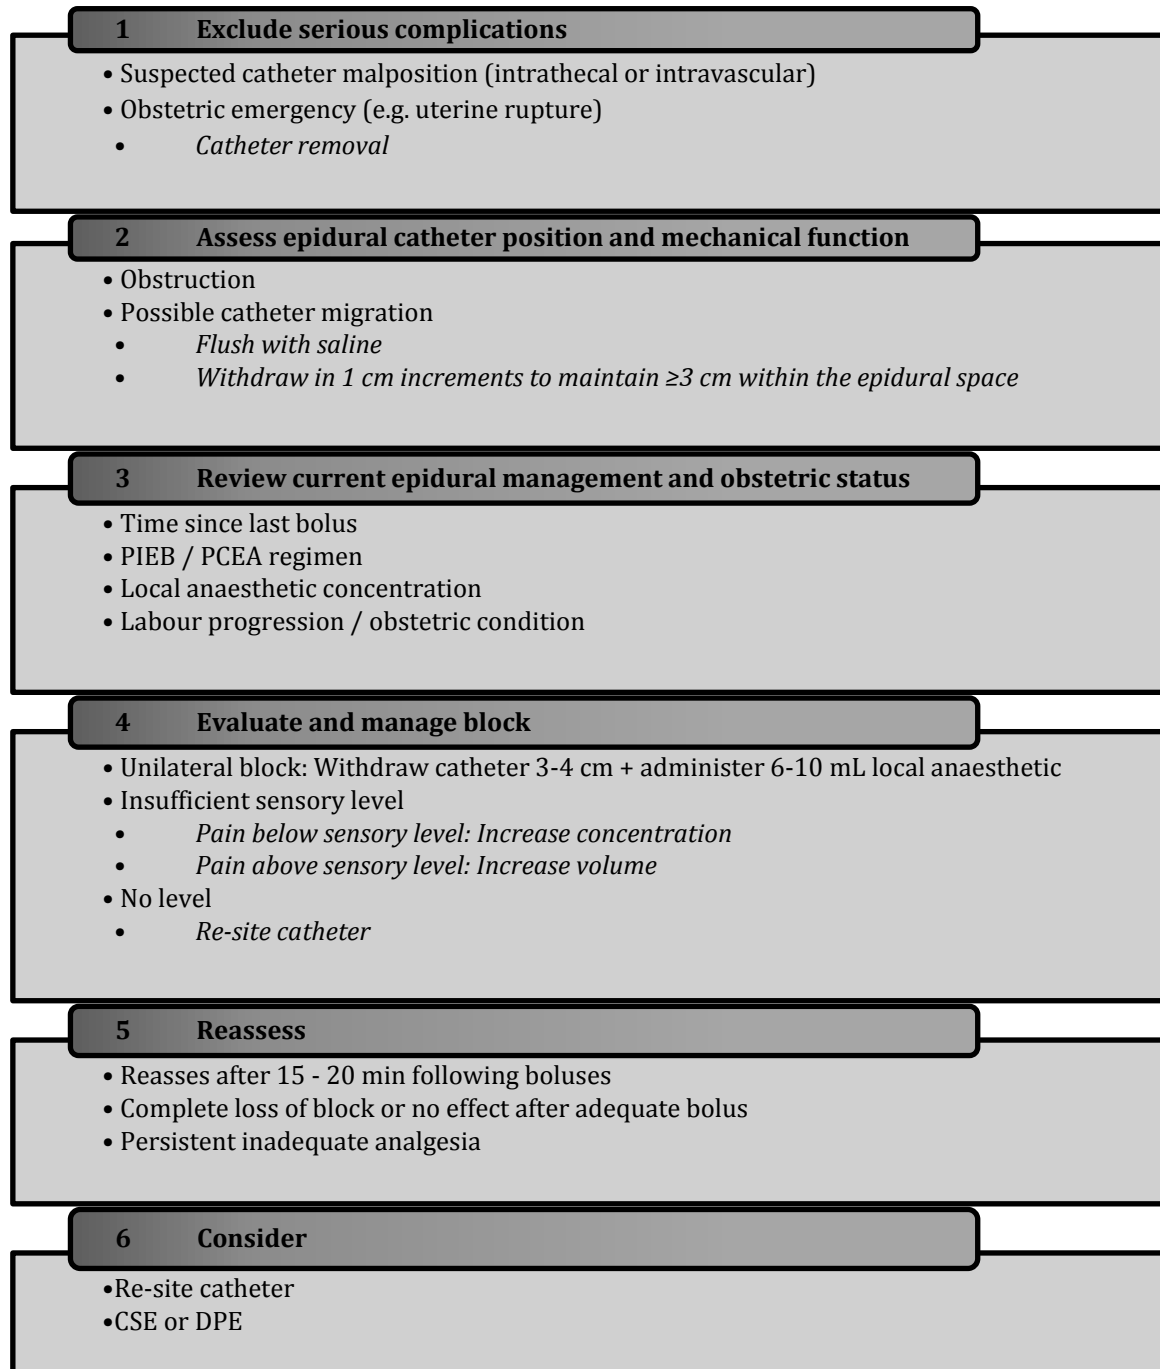 1 Exclude serious complications
• Suspected catheter malposition (intrathecal or intravascular)
• Obstetric emergency (e.g. uterine rupture)
• Catheter removal
2 Assess epidural catheter position and mechanical function
• Obstruction
• Possible catheter migration
• Flush with saline
• Withdraw in 1 cm increments to maintain ≥3 cm within the epidural space
3 Review current epidural management and obstetric status
• Time since last bolus
• PIEB / PCEA regimen
• Local anaesthetic concentration
• Labour progression / obstetric condition
4 Evaluate and manage block
• Unilateral block: Withdraw catheter 3-4 cm + administer 6-10 mL local anaesthetic
• Insufficient sensory level
• Pain below sensory level: Increase concentration
• Pain above sensory level: Increase volume
• No level
• Re-site catheter
5 Reassess
• Reasses after 15 - 20 min following boluses
• Complete loss of block or no effect after adequate bolus
• Persistent inadequate analgesia
6 Consider
•Re-site catheter
•CSE or DPE